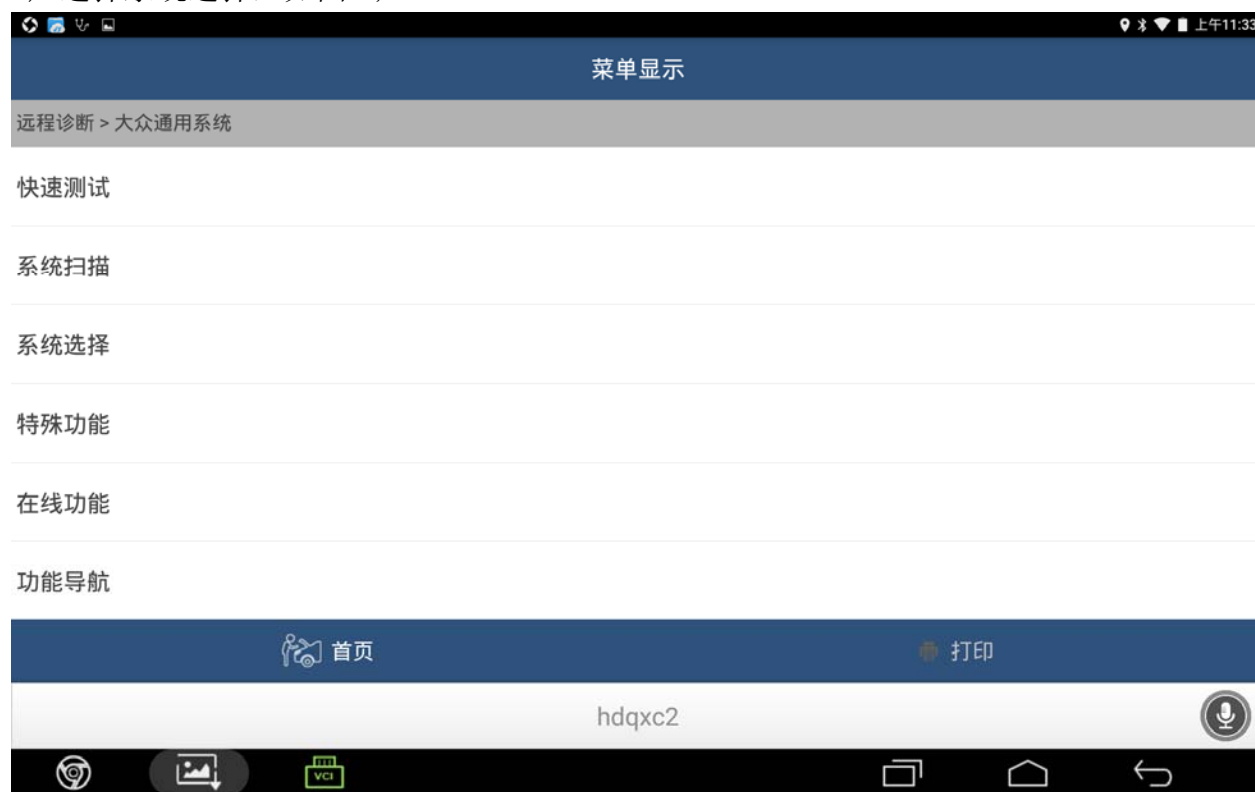 上午11:33
菜单显示
远程诊断 > 大众通用系统
快速测试
系统扫描
系统选择
特殊功能
在线功能
功能导航
首页
打印
hdqxc2
VCI